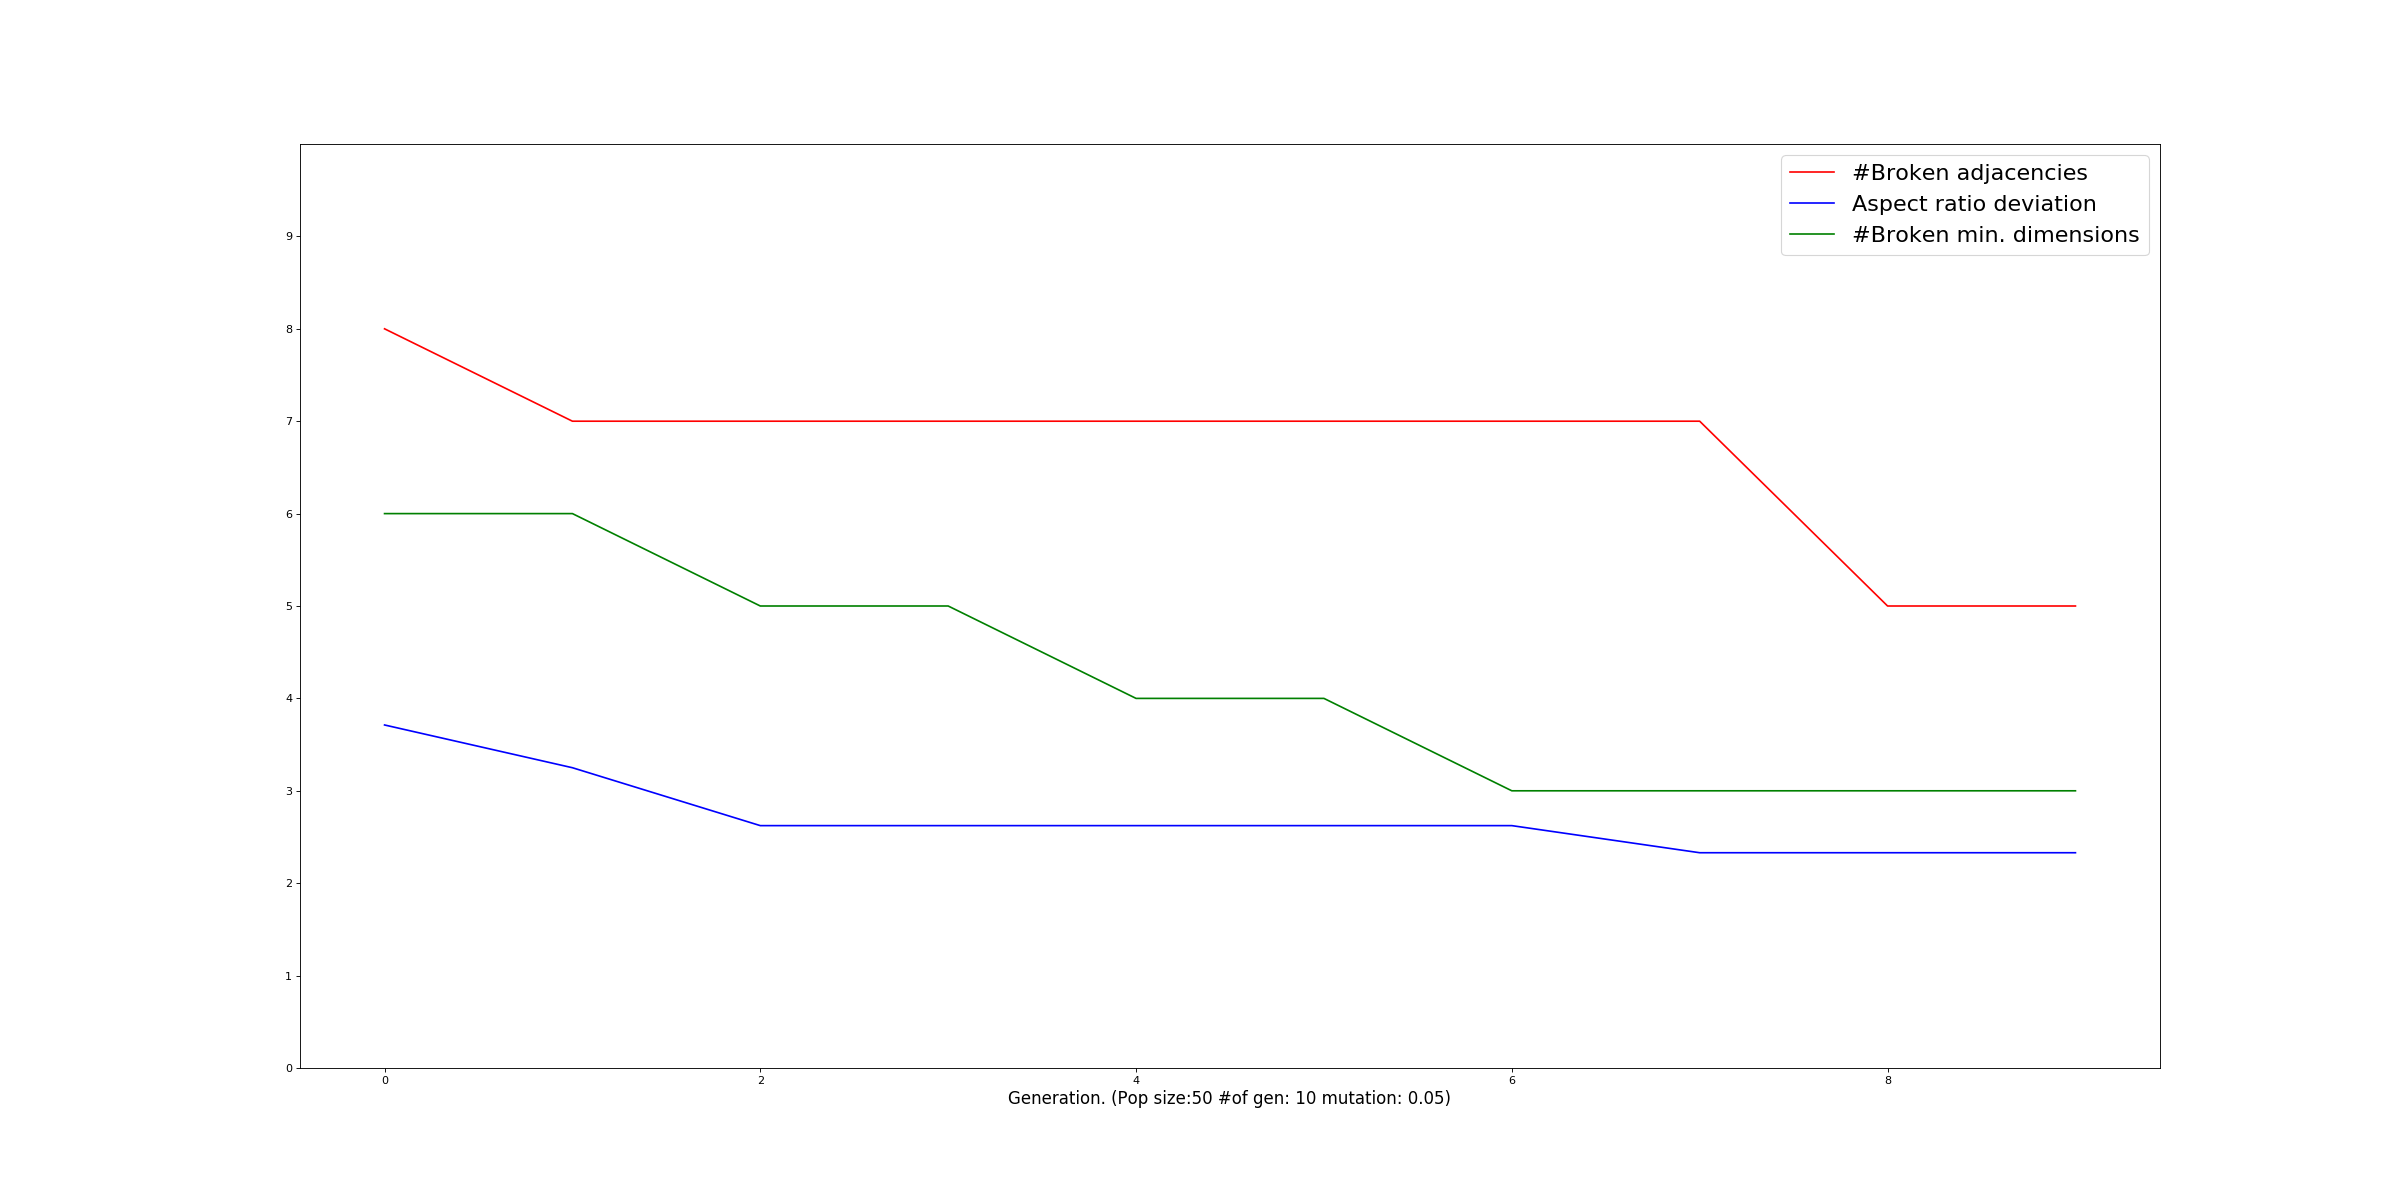 #Broken adjacencies
Aspect ratio deviation
#Broken min. dimensions
9
8
7
6
5
4
3
2
1
0
0 2 4 6 8
Generation. (Pop size:50 #of gen: 10 mutation: 0.05)